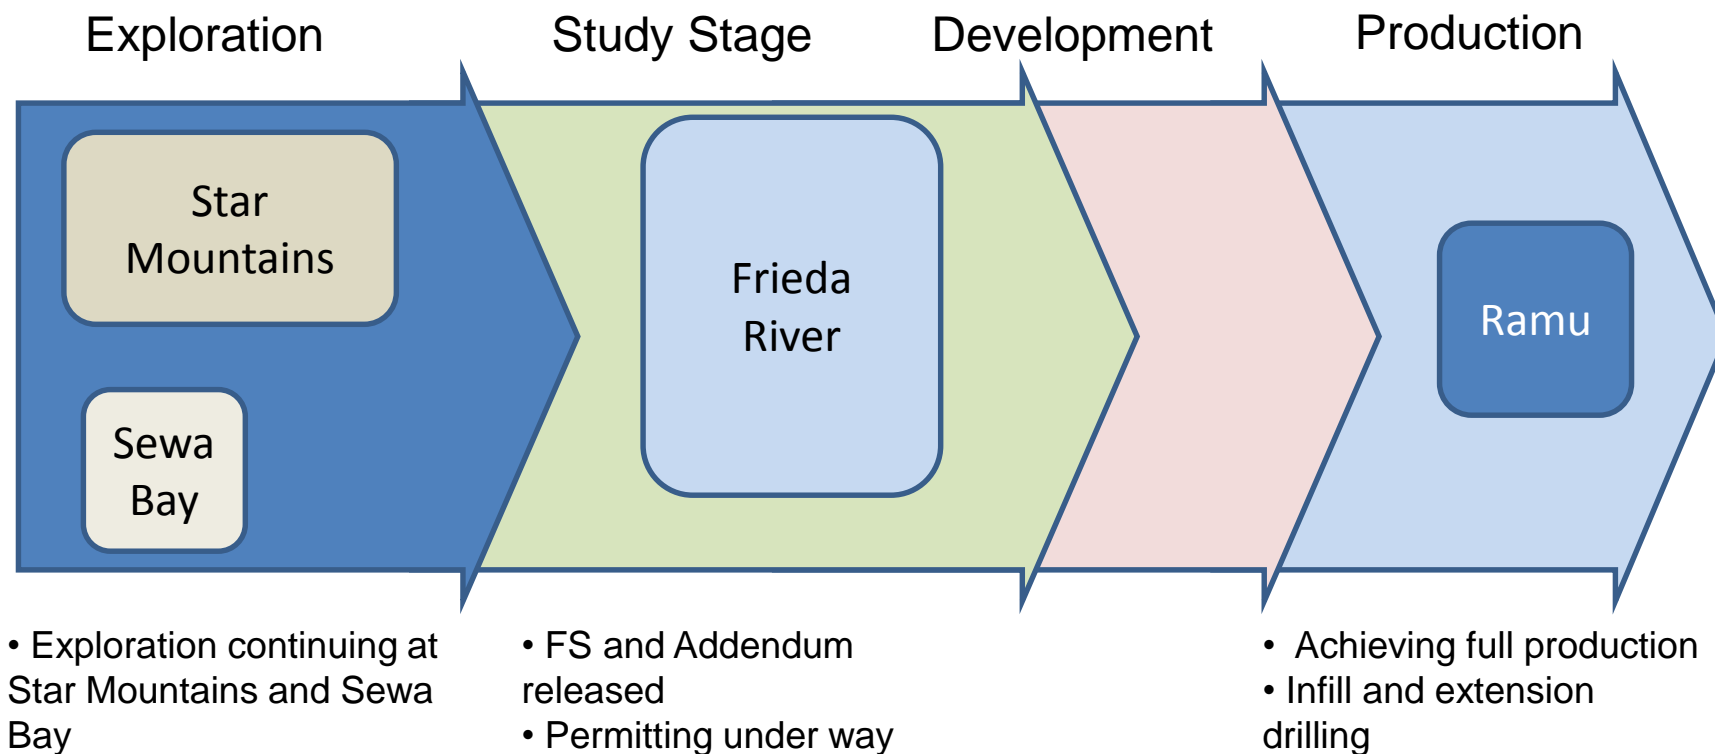 Exploration
Study Stage
Development
Production
Star
Mountains
Sewa
Bay
Frieda
River
Ramu
• Exploration continuing at
Star Mountains and Sewa
Bay
• FS and Addendum
released
• Permitting under way
• Achieving full production
• Infill and extension
drilling